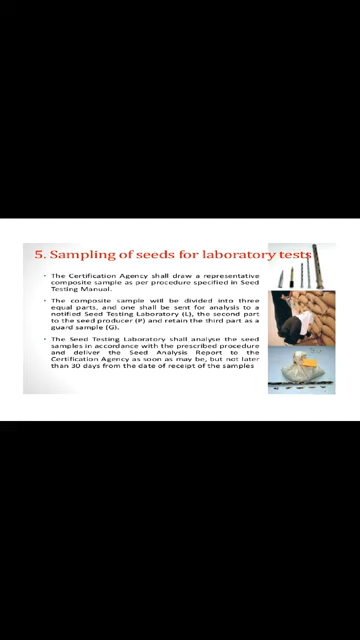 5. Sampling of seeds for laboratory tests
• The Certification Agency shall draw a representative
composite sample as per procedure specified in Seed
Testing Manual.
• The composite sample will be divided into three
equal parts, and one shall be sent for analysis to a
notified Seed Testing Laboratory (L), the second part
to the seed producer (P) and retain the third part as a
guard sample (G).
• The Seed Testing Laboratory shall analyse the seed
samples in accordance with the prescribed procedure
and deliver the Seed Analysis Report to the
Certification Agency as soon as may be, but not later
than 30 days from the date of receipt of the samples